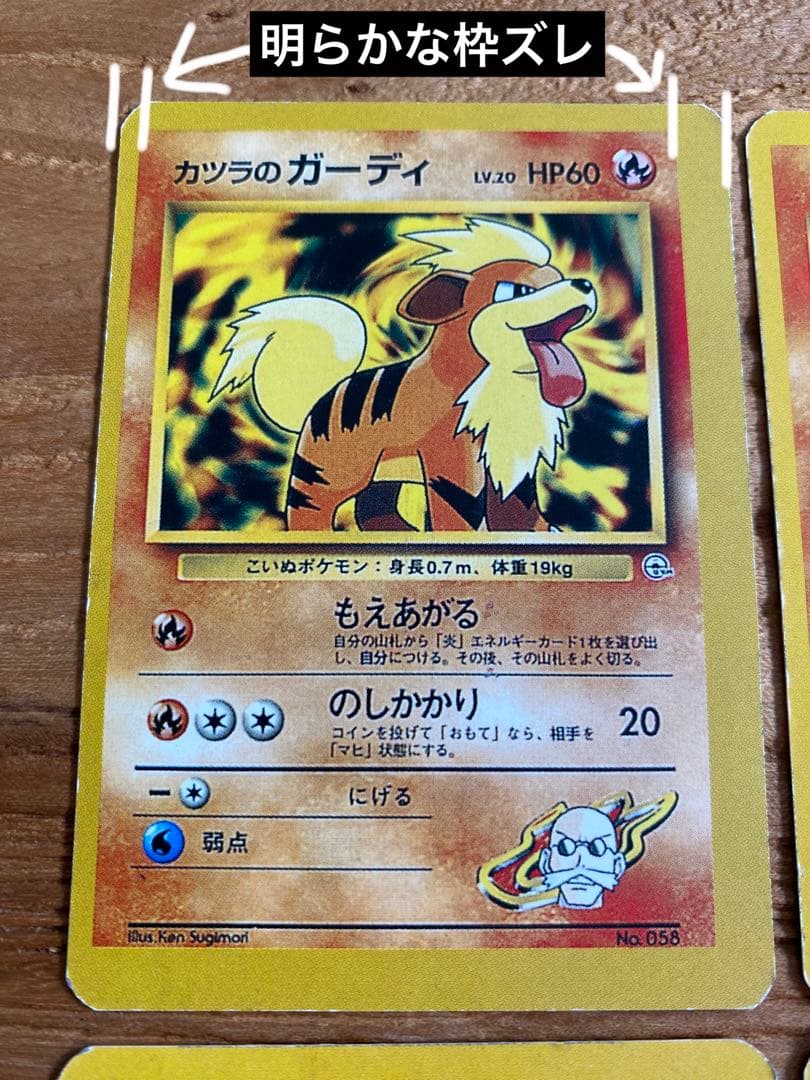 明らかな枠ズレ
カツラのガーディ LV.20 HP60
こいぬポケモン：身長0.7m、体重19kg
もえあがる
自分の山札から「炎」エネルギーカード1枚を選び出
し、自分につける。その後、その山札をよく切る。
のしかかり 20
コインを投げて「おもて」なら、相手を
「マヒ」状態にする。
にげる
弱点
Illus.Ken Sugimori No.058